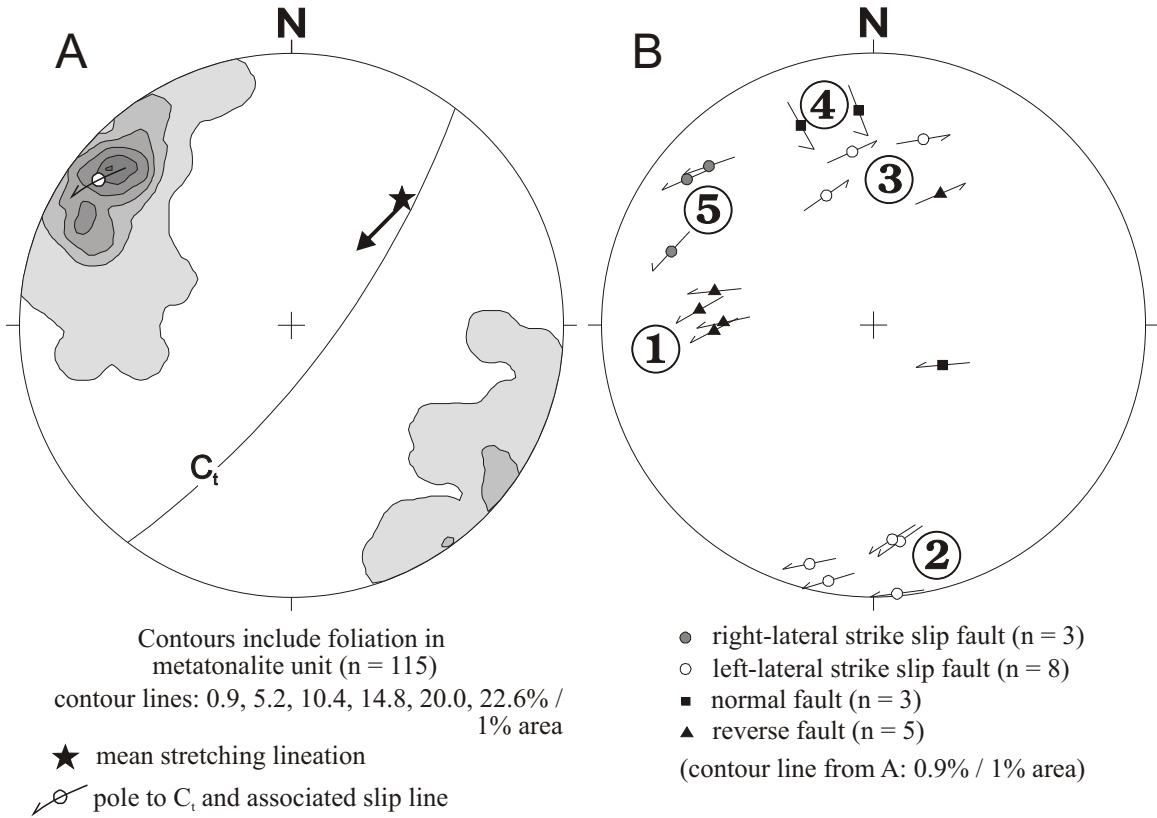 A
N
C_t
Contours include foliation in
metatonalite unit (n = 115)
contour lines: 0.9, 5.2, 10.4, 14.8, 20.0, 22.6% /
1% area
mean stretching lineation
pole to C_t and associated slip line
B
N
4
3
5
1
2
right-lateral strike slip fault (n = 3)
left-lateral strike slip fault (n = 8)
normal fault (n = 3)
reverse fault (n = 5)
(contour line from A: 0.9% / 1% area)